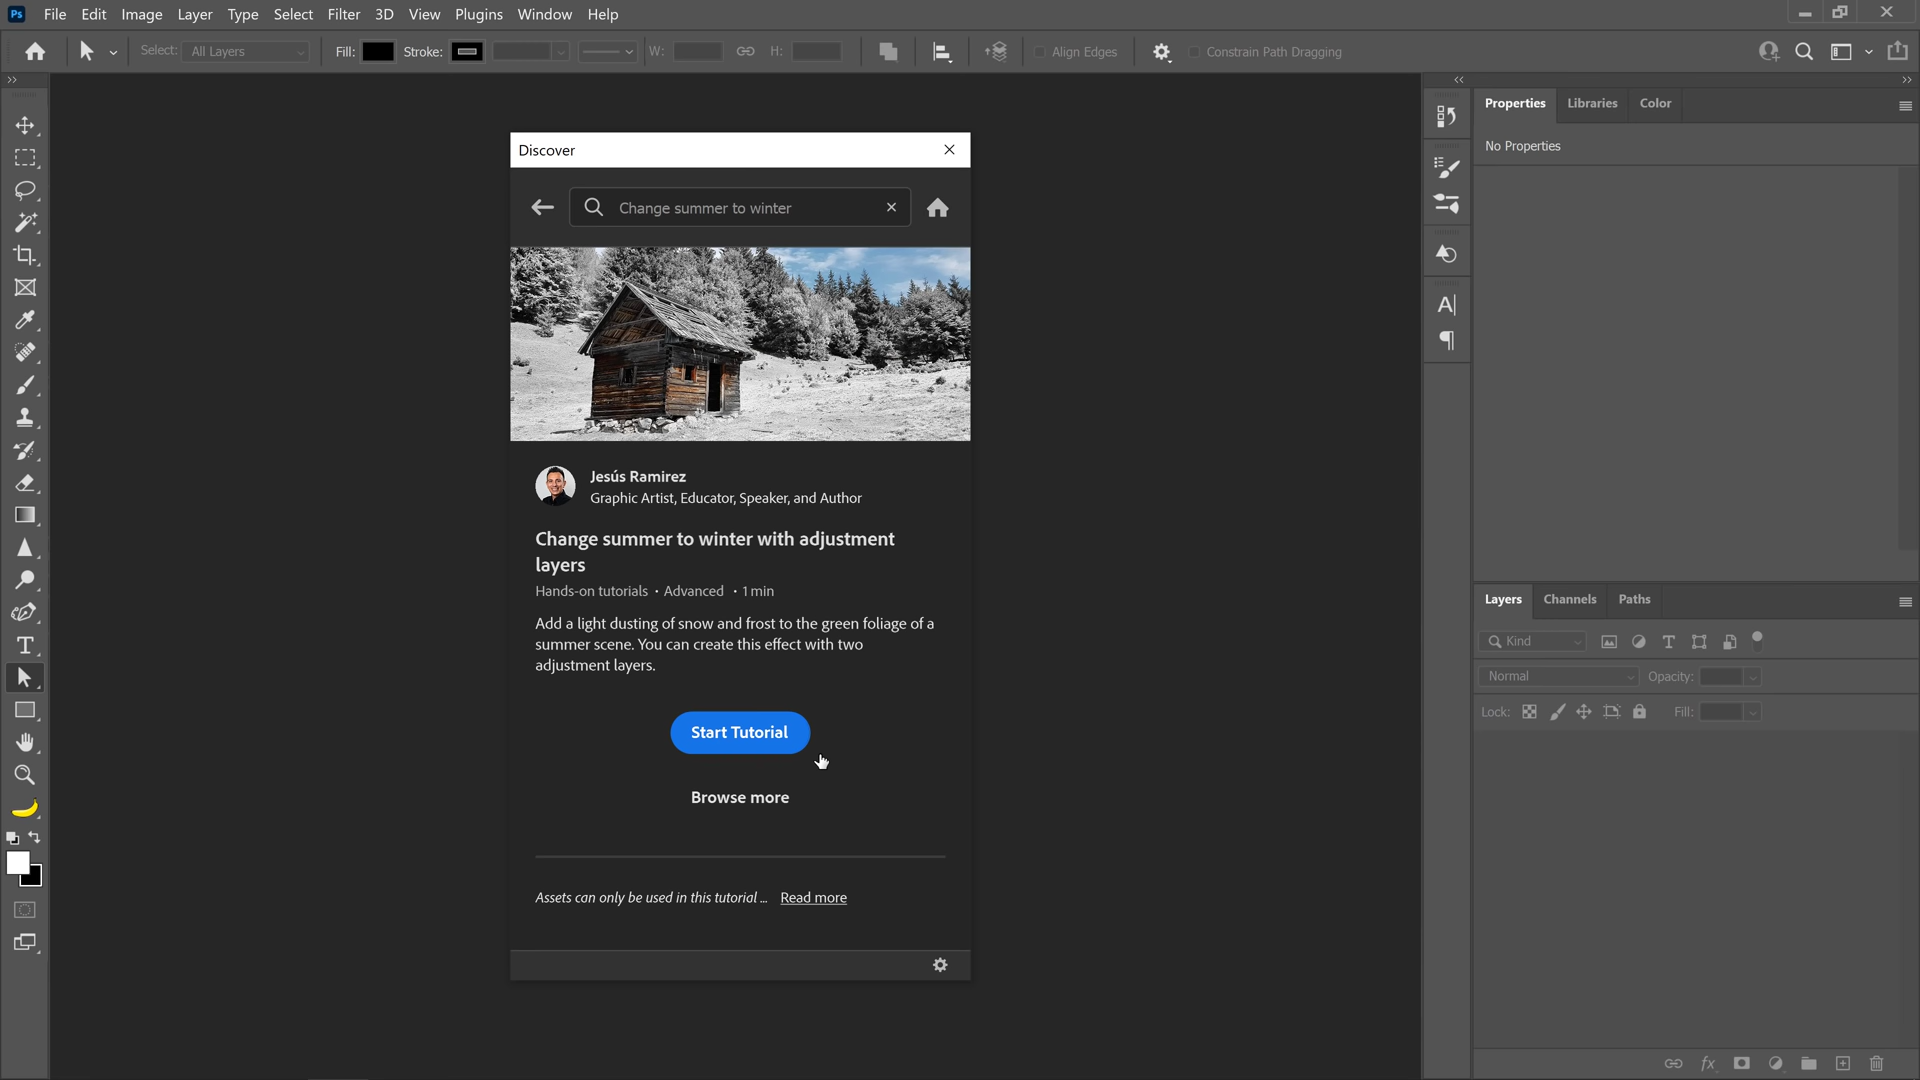 Ps File Edit Image Layer Type Select Filter 3D View Plugins Window Help
Select: All Layers Fill: Stroke: W: H: Align Edges Constrain Path Dragging
Properties Libraries Color
No Properties
Discover
Change summer to winter
Jesús Ramirez
Graphic Artist, Educator, Speaker, and Author
Change summer to winter with adjustment
layers
Hands-on tutorials • Advanced • 1 min
Add a light dusting of snow and frost to the green foliage of a
summer scene. You can create this effect with two
adjustment layers.
Start Tutorial
Browse more
Assets can only be used in this tutorial ... Read more
Layers Channels Paths
Kind
Normal Opacity:
Lock: Fill:
fx